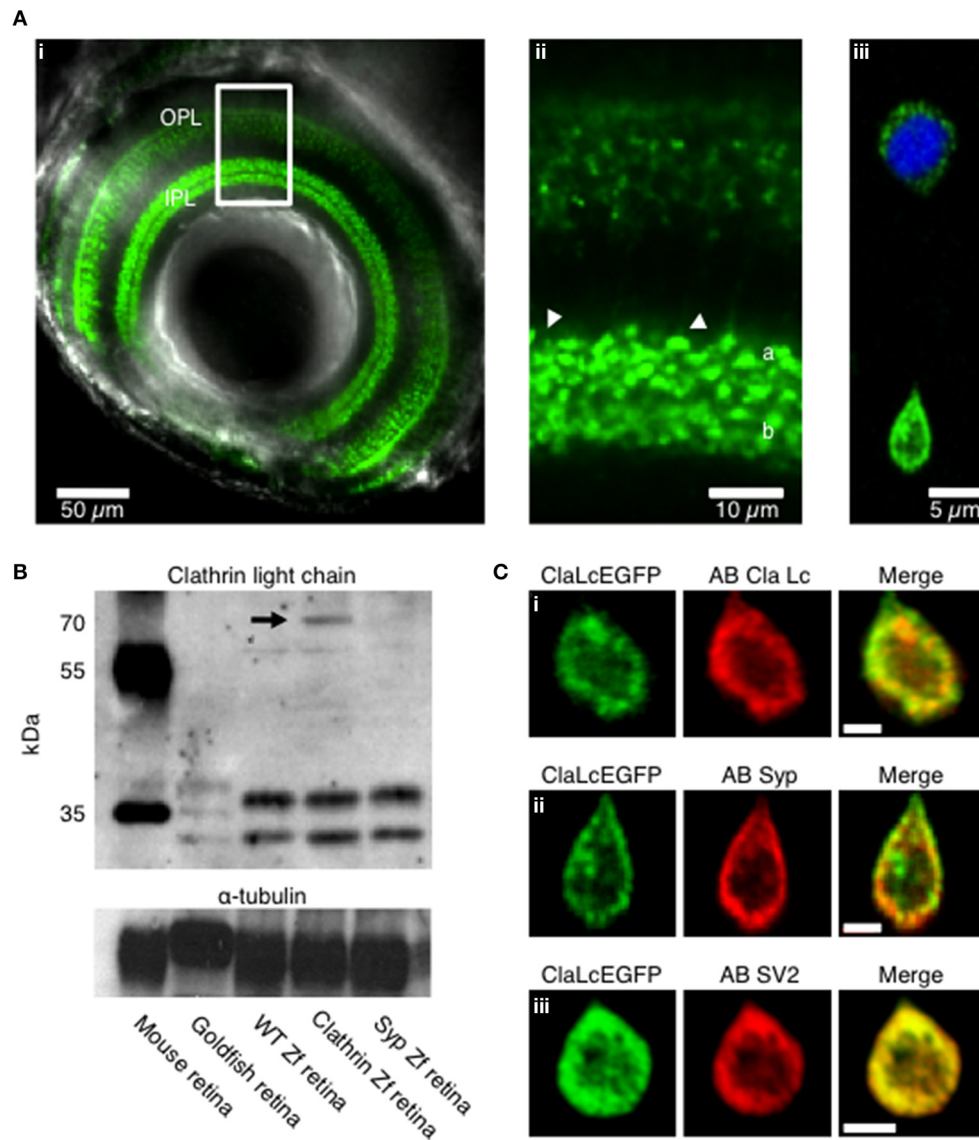 A
i
ii
iii
OPL
IPL
a
b
50 µm
10 µm
5 µm
B
Clathrin light chain
70
55
35
kDa
α-tubulin
Mouse retina
Goldfish retina
WT Zf retina
Clathrin Zf retina
Syp Zf retina
C
ClaLcEGFP AB Cla Lc Merge
i
ClaLcEGFP AB Syp Merge
ii
ClaLcEGFP AB SV2 Merge
iii